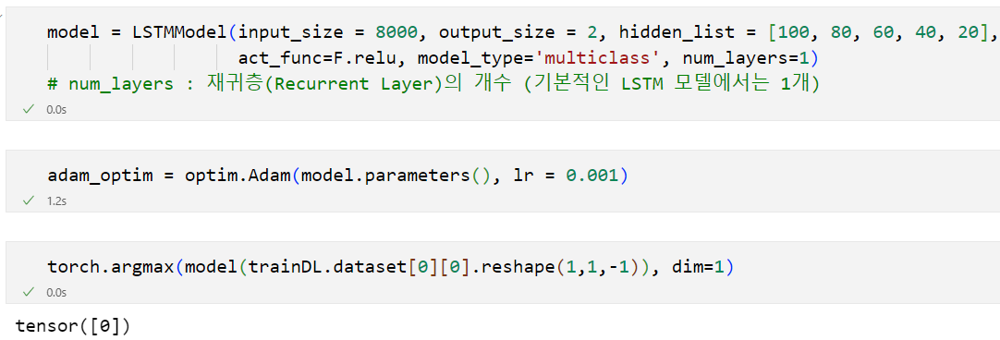 model = LSTMModel(input_size = 8000, output_size = 2, hidden_list = [100, 80, 60, 40, 20],
act_func=F.relu, model_type='multiclass', num_layers=1)
# num_layers : 재귀층(Recurrent Layer)의 개수 (기본적인 LSTM 모델에서는 1개)
0.0s
adam_optim = optim.Adam(model.parameters(), lr = 0.001)
1.2s
torch.argmax(model(trainDL.dataset[0][0].reshape(1,1,-1)), dim=1)
0.0s
tensor([0])